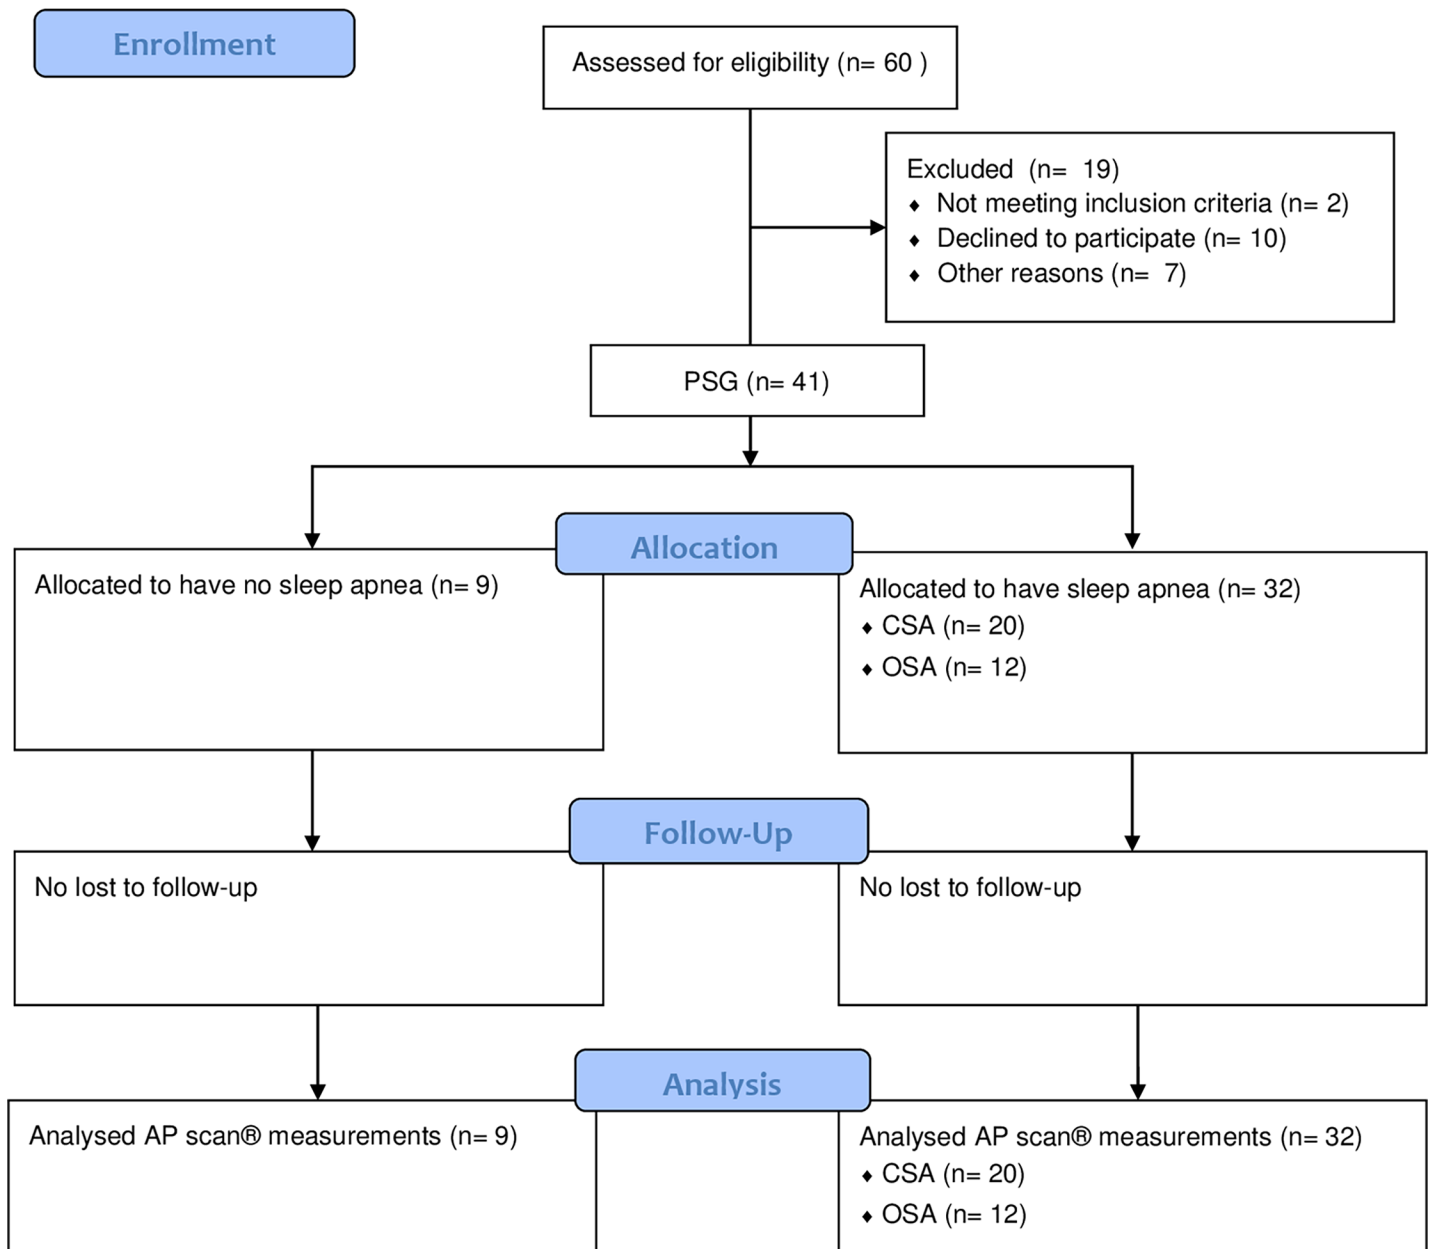 Enrollment
Assessed for eligibility (n= 60 )
Excluded (n= 19)
♦ Not meeting inclusion criteria (n= 2)
♦ Declined to participate (n= 10)
♦ Other reasons (n= 7)
PSG (n= 41)
Allocation
Allocated to have no sleep apnea (n= 9)
Allocated to have sleep apnea (n= 32)
♦ CSA (n= 20)
♦ OSA (n= 12)
Follow-Up
No lost to follow-up
No lost to follow-up
Analysis
Analysed AP scan® measurements (n= 9)
Analysed AP scan® measurements (n= 32)
♦ CSA (n= 20)
♦ OSA (n= 12)